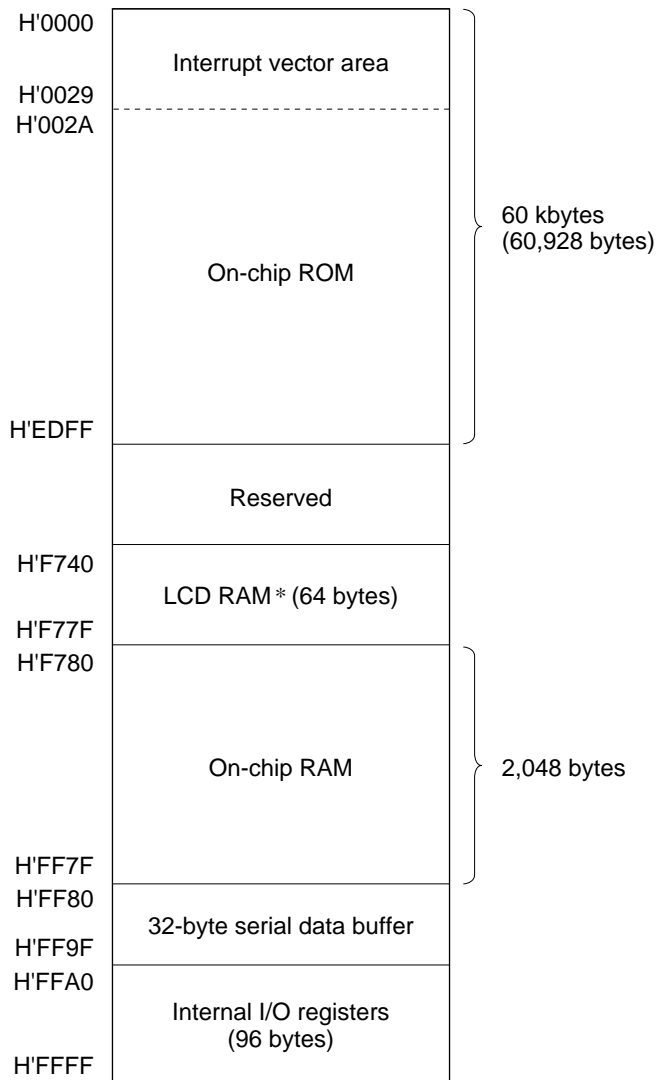 H'0000
Interrupt vector area
H'0029
H'002A
60 kbytes
(60,928 bytes)
On-chip ROM
H'EDFF
Reserved
H'F740
LCD RAM* (64 bytes)
H'F77F
H'F780
On-chip RAM
2,048 bytes
H'FF7F
H'FF80
32-byte serial data buffer
H'FF9F
H'FFA0
Internal I/O registers
(96 bytes)
H'FFFF